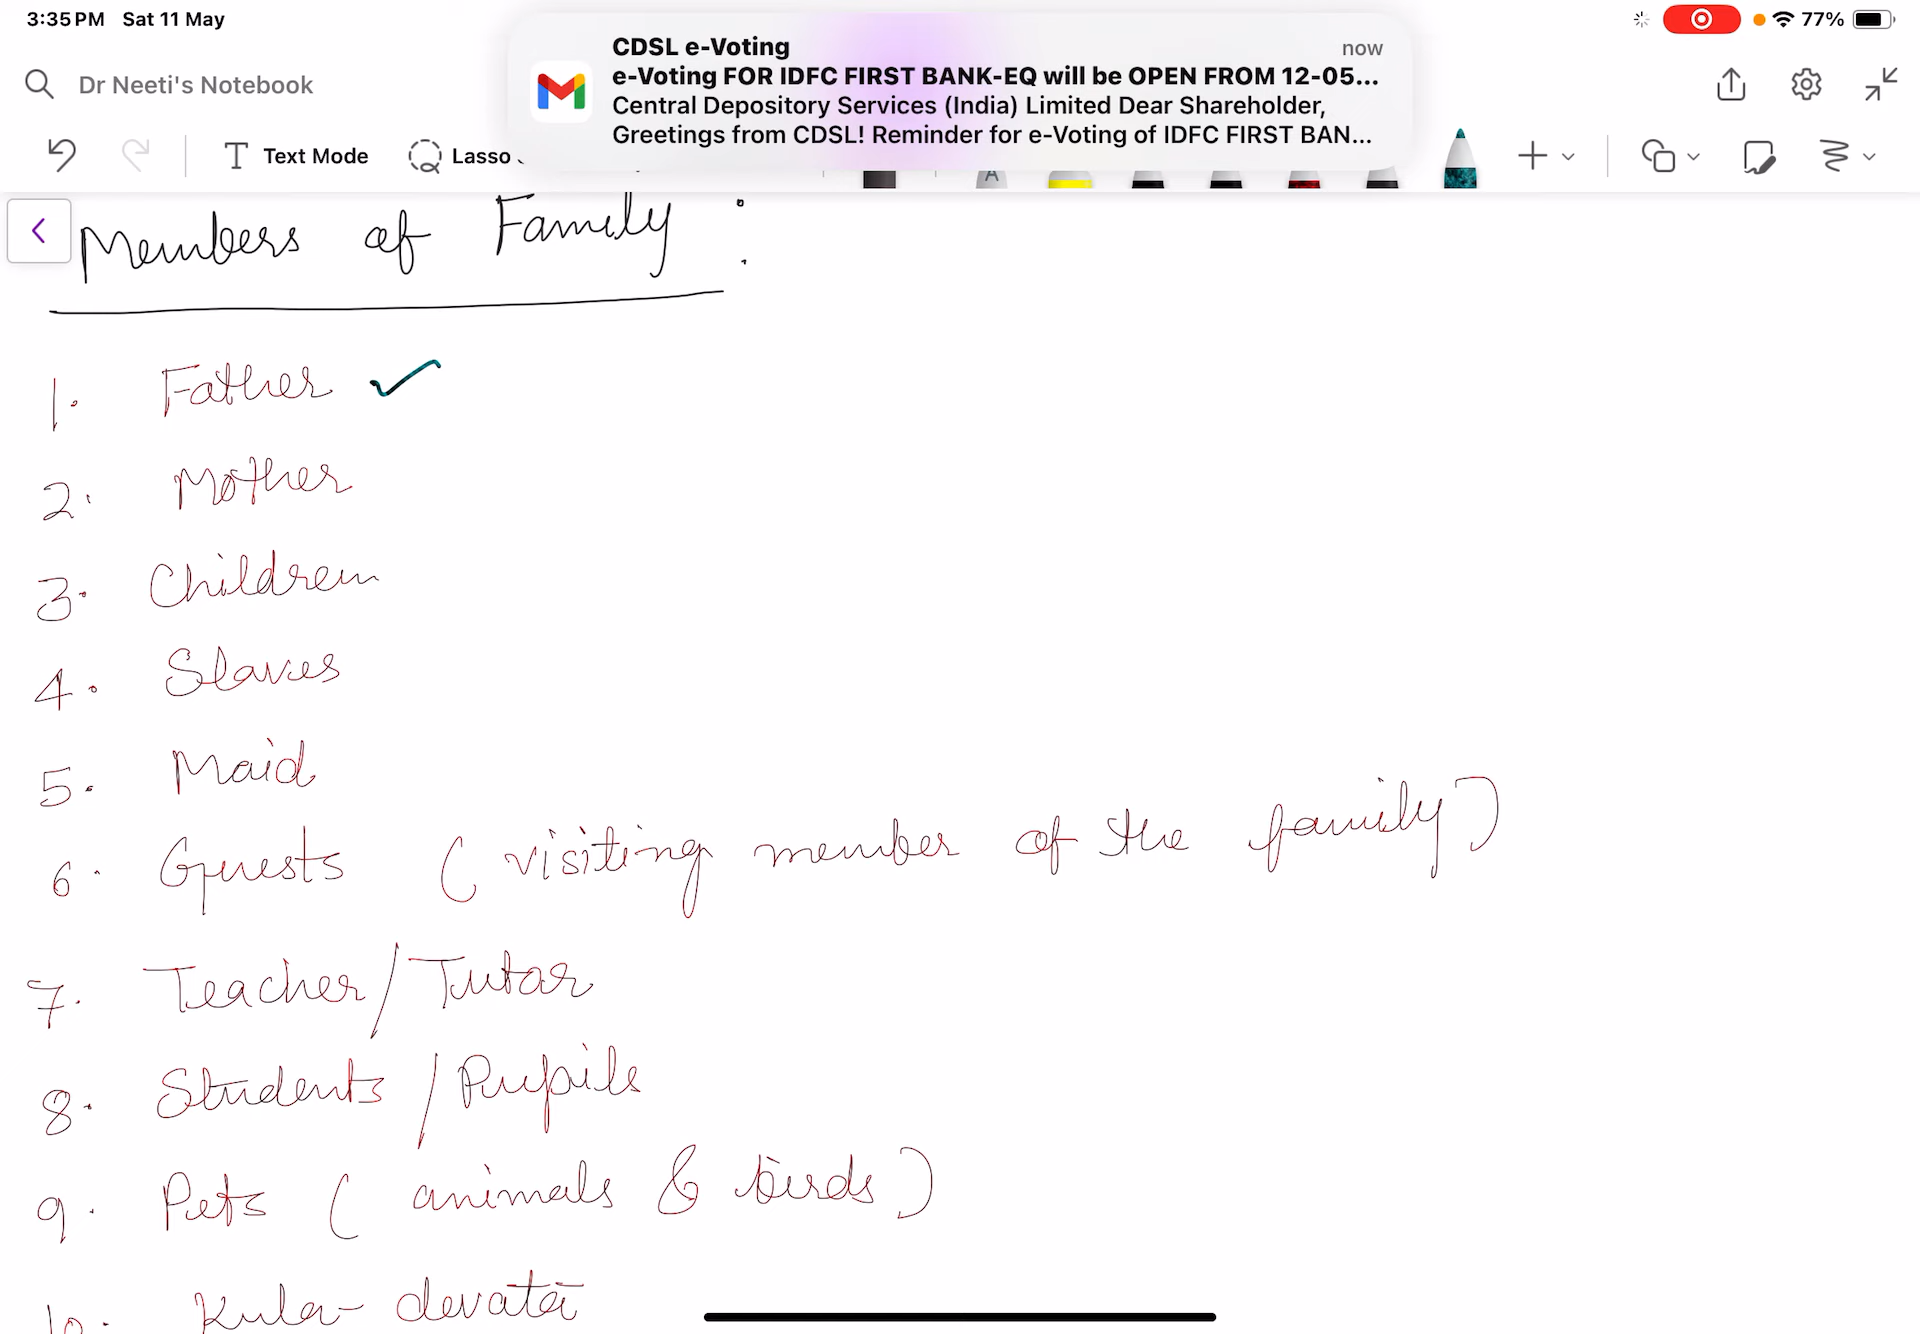 3:35 PM Sat 11 May
77%
CDSL e-Voting now
e-Voting FOR IDFC FIRST BANK-EQ will be OPEN FROM 12-05...
Central Depository Services (India) Limited Dear Shareholder,
Greetings from CDSL! Reminder for e-Voting of IDFC FIRST BAN...
Dr Neeti's Notebook
Text Mode Lasso
A
Members of Family :
1. Father ✓
2. Mother
3. Children
4. Slaves
5. Maid
6. Guests ( visiting member of the family )
7. Teacher / Tutor
8. Students / Pupils
9. Pets ( animals & birds )
10. Kula- devatā